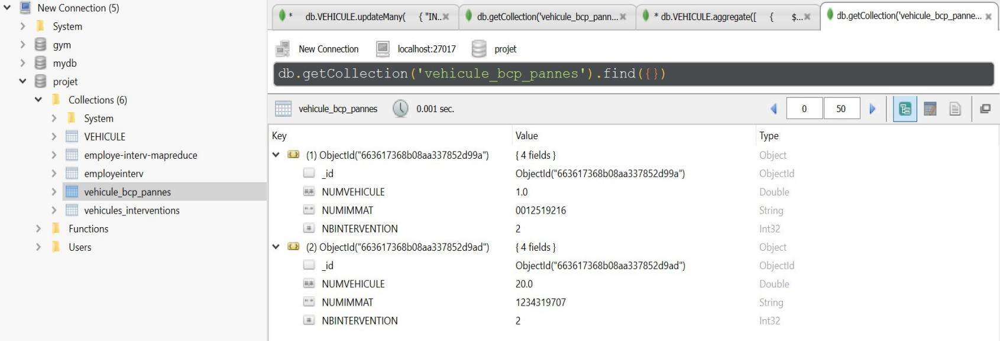 New Connection (5)
System
gym
mydb
projet
Collections (6)
System
VEHICULE
employe-interv-mapreduce
employeinterv
vehicule_bcp_pannes
vehicules_interventions
Functions
Users
* db.VEHICULE.updateMany( { "IN..
db.getCollection('vehicule_bcp_pann...
* db.VEHICULE.aggregate([ { $...
db.getCollection('vehicule_bcp_panne...
New Connection localhost:27017 projet
db.getCollection('vehicule_bcp_pannes').find({})
vehicule_bcp_pannes 0.001 sec. 0 50
Key Value Type
(1) ObjectId("663617368b08aa337852d99a") { 4 fields } Object
_id ObjectId("663617368b08aa337852d99a") ObjectId
NUMVEHICULE 1.0 Double
NUMIMMAT 0012519216 String
NBINTERVENTION 2 Int32
(2) ObjectId("663617368b08aa337852d9ad") { 4 fields } Object
_id ObjectId("663617368b08aa337852d9ad") ObjectId
NUMVEHICULE 20.0 Double
NUMIMMAT 1234319707 String
NBINTERVENTION 2 Int32